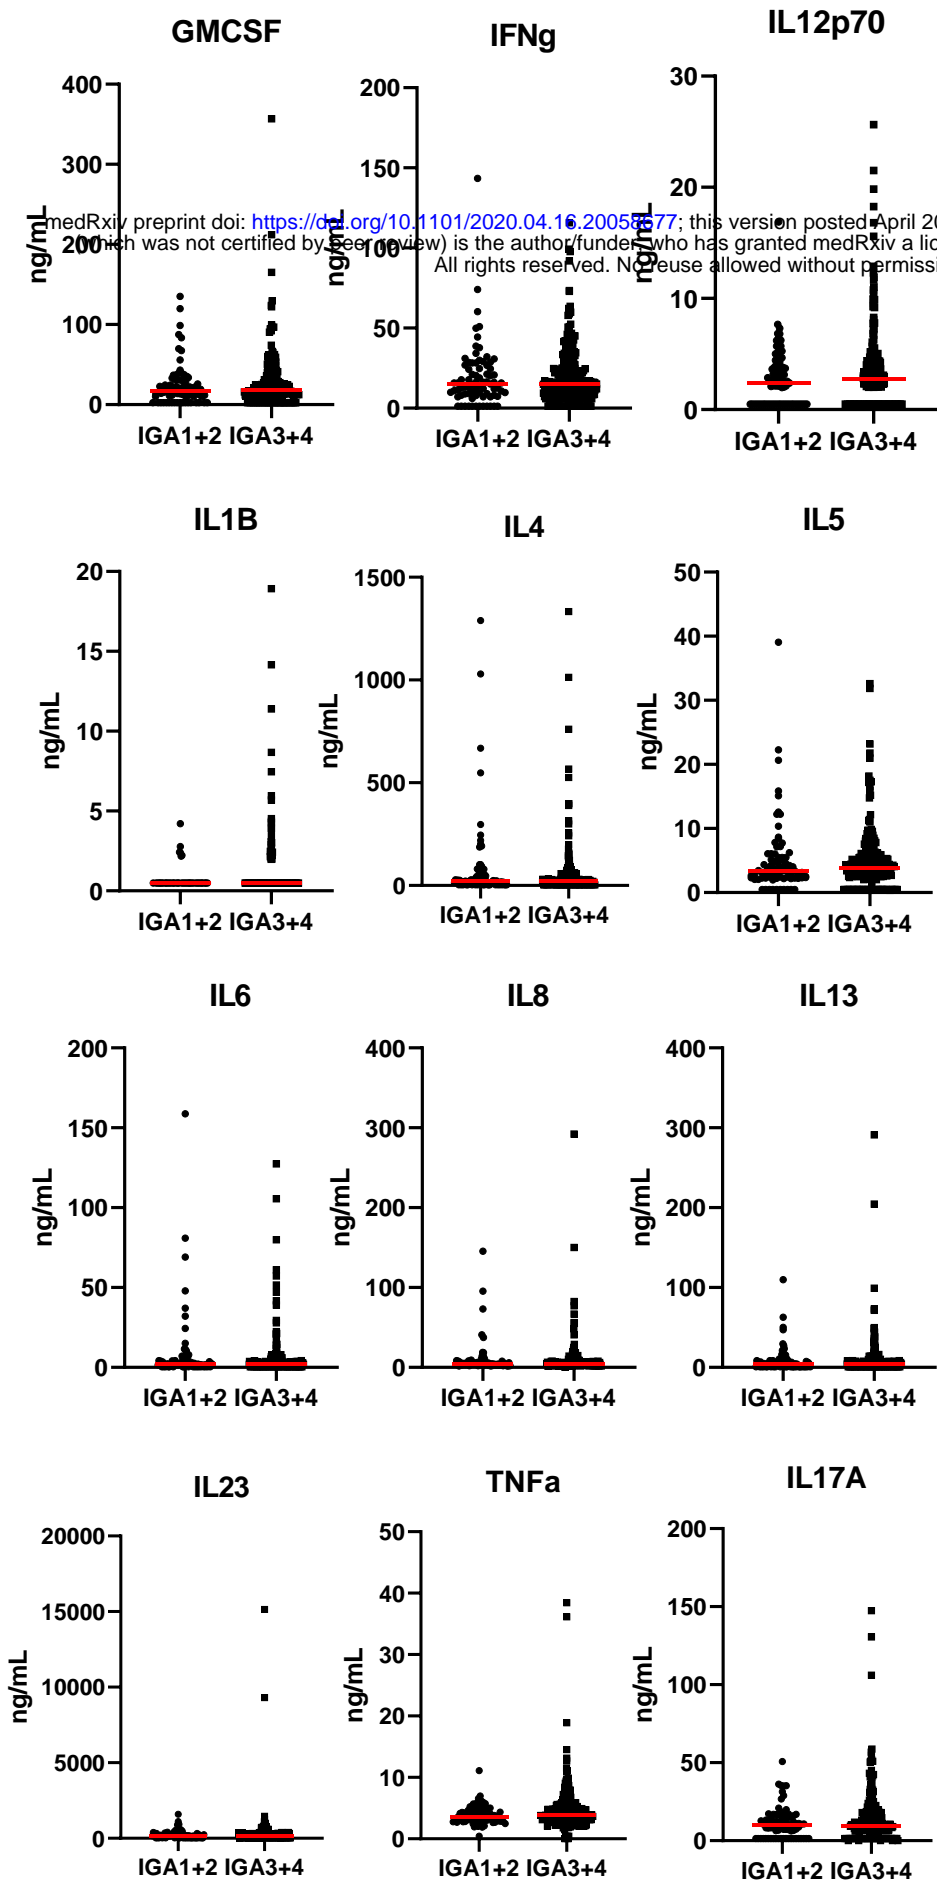 GMCSF
IFNg
IL12p70
400
300
200
100
0
ng/mL
IGA1+2 IGA3+4
200
150
100
50
0
ng/mL
IGA1+2 IGA3+4
30
20
10
0
ng/mL
IGA1+2 IGA3+4
medRxiv preprint doi: https://doi.org/10.1101/2020.04.16.20058677; this version posted April 20
(which was not certified by peer review) is the author/funder, who has granted medRxiv a lic
All rights reserved. No reuse allowed without permissi
IL1B
IL4
IL5
20
15
10
5
0
ng/mL
IGA1+2 IGA3+4
1500
1000
500
0
ng/mL
IGA1+2 IGA3+4
50
40
30
20
10
0
ng/mL
IGA1+2 IGA3+4
IL6
IL8
IL13
200
150
100
50
0
ng/mL
IGA1+2 IGA3+4
400
300
200
100
0
ng/mL
IGA1+2 IGA3+4
400
300
200
100
0
ng/mL
IGA1+2 IGA3+4
IL23
TNFa
IL17A
20000
15000
10000
5000
0
ng/mL
IGA1+2 IGA3+4
50
40
30
20
10
0
ng/mL
IGA1+2 IGA3+4
200
150
100
50
0
ng/mL
IGA1+2 IGA3+4